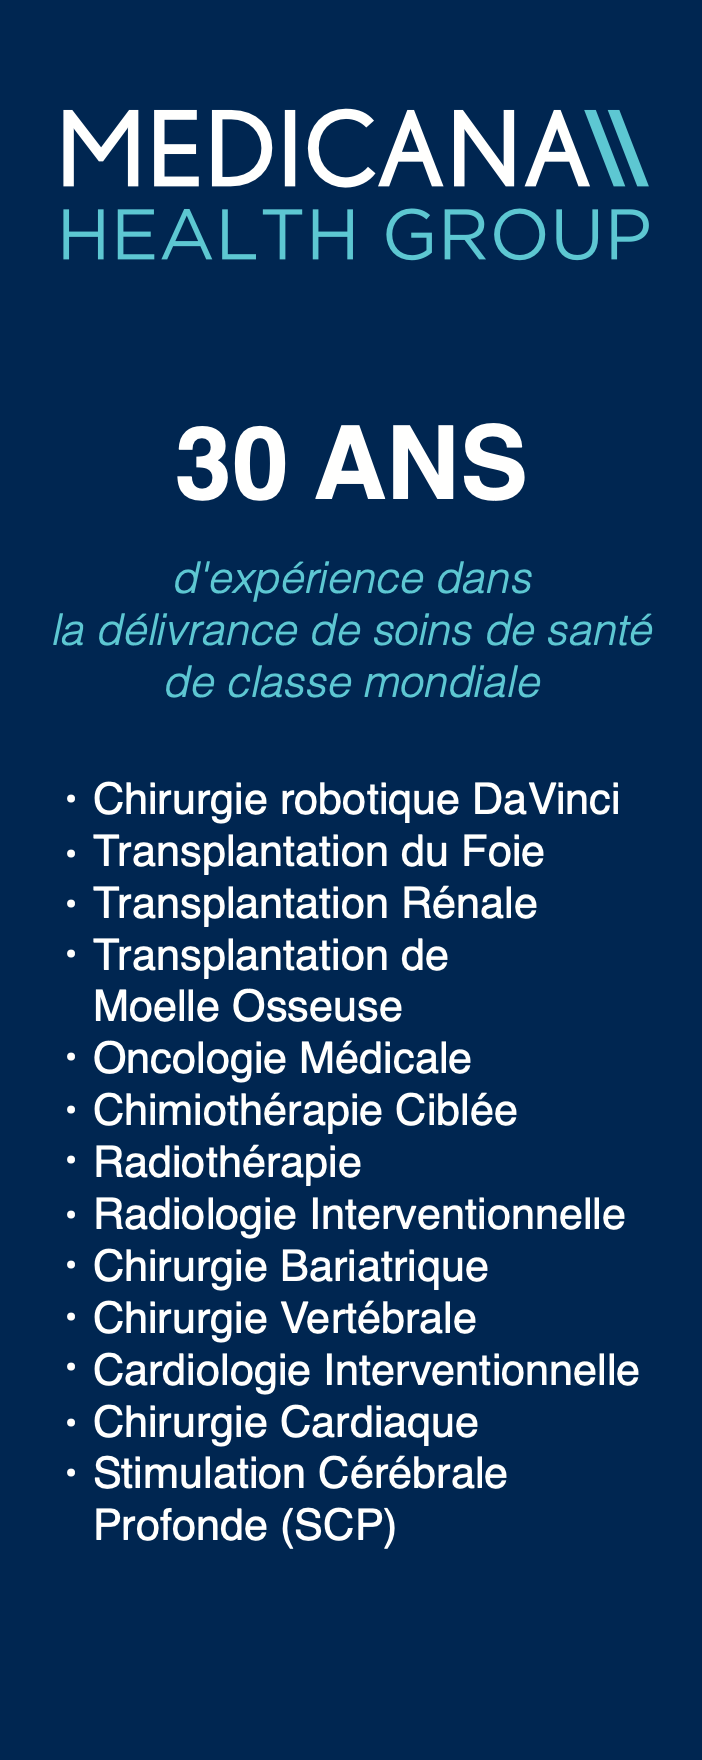 MEDICANA
HEALTH GROUP
30 ANS
d'expérience dans
la délivrance de soins de santé
de classe mondiale
• Chirurgie robotique DaVinci
• Transplantation du Foie
• Transplantation Rénale
• Transplantation de
Moelle Osseuse
• Oncologie Médicale
• Chimiothérapie Ciblée
• Radiothérapie
• Radiologie Interventionnelle
• Chirurgie Bariatrique
• Chirurgie Vertébrale
• Cardiologie Interventionnelle
• Chirurgie Cardiaque
• Stimulation Cérébrale
Profonde (SCP)